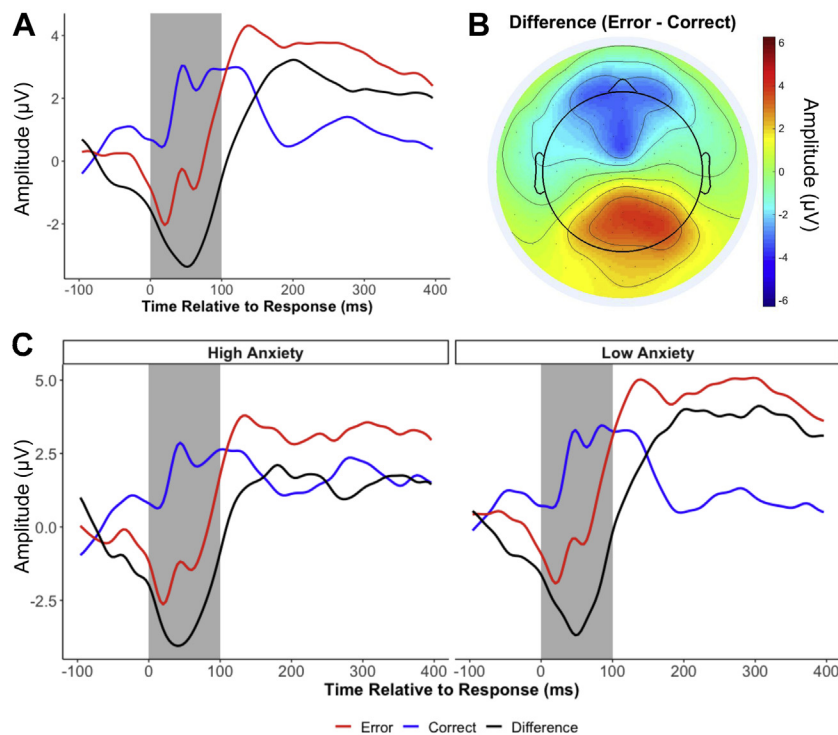 A
Amplitude (µV)
4
2
0
-2
-100 0 100 200 300 400
Time Relative to Response (ms)
B
Difference (Error - Correct)
6
4
2
0
-2
-4
-6
Amplitude (µV)
C
High Anxiety
Low Anxiety
Amplitude (µV)
5.0
2.5
0.0
-2.5
-100 0 100 200 300 400
-100 0 100 200 300 400
Time Relative to Response (ms)
Error Correct Difference